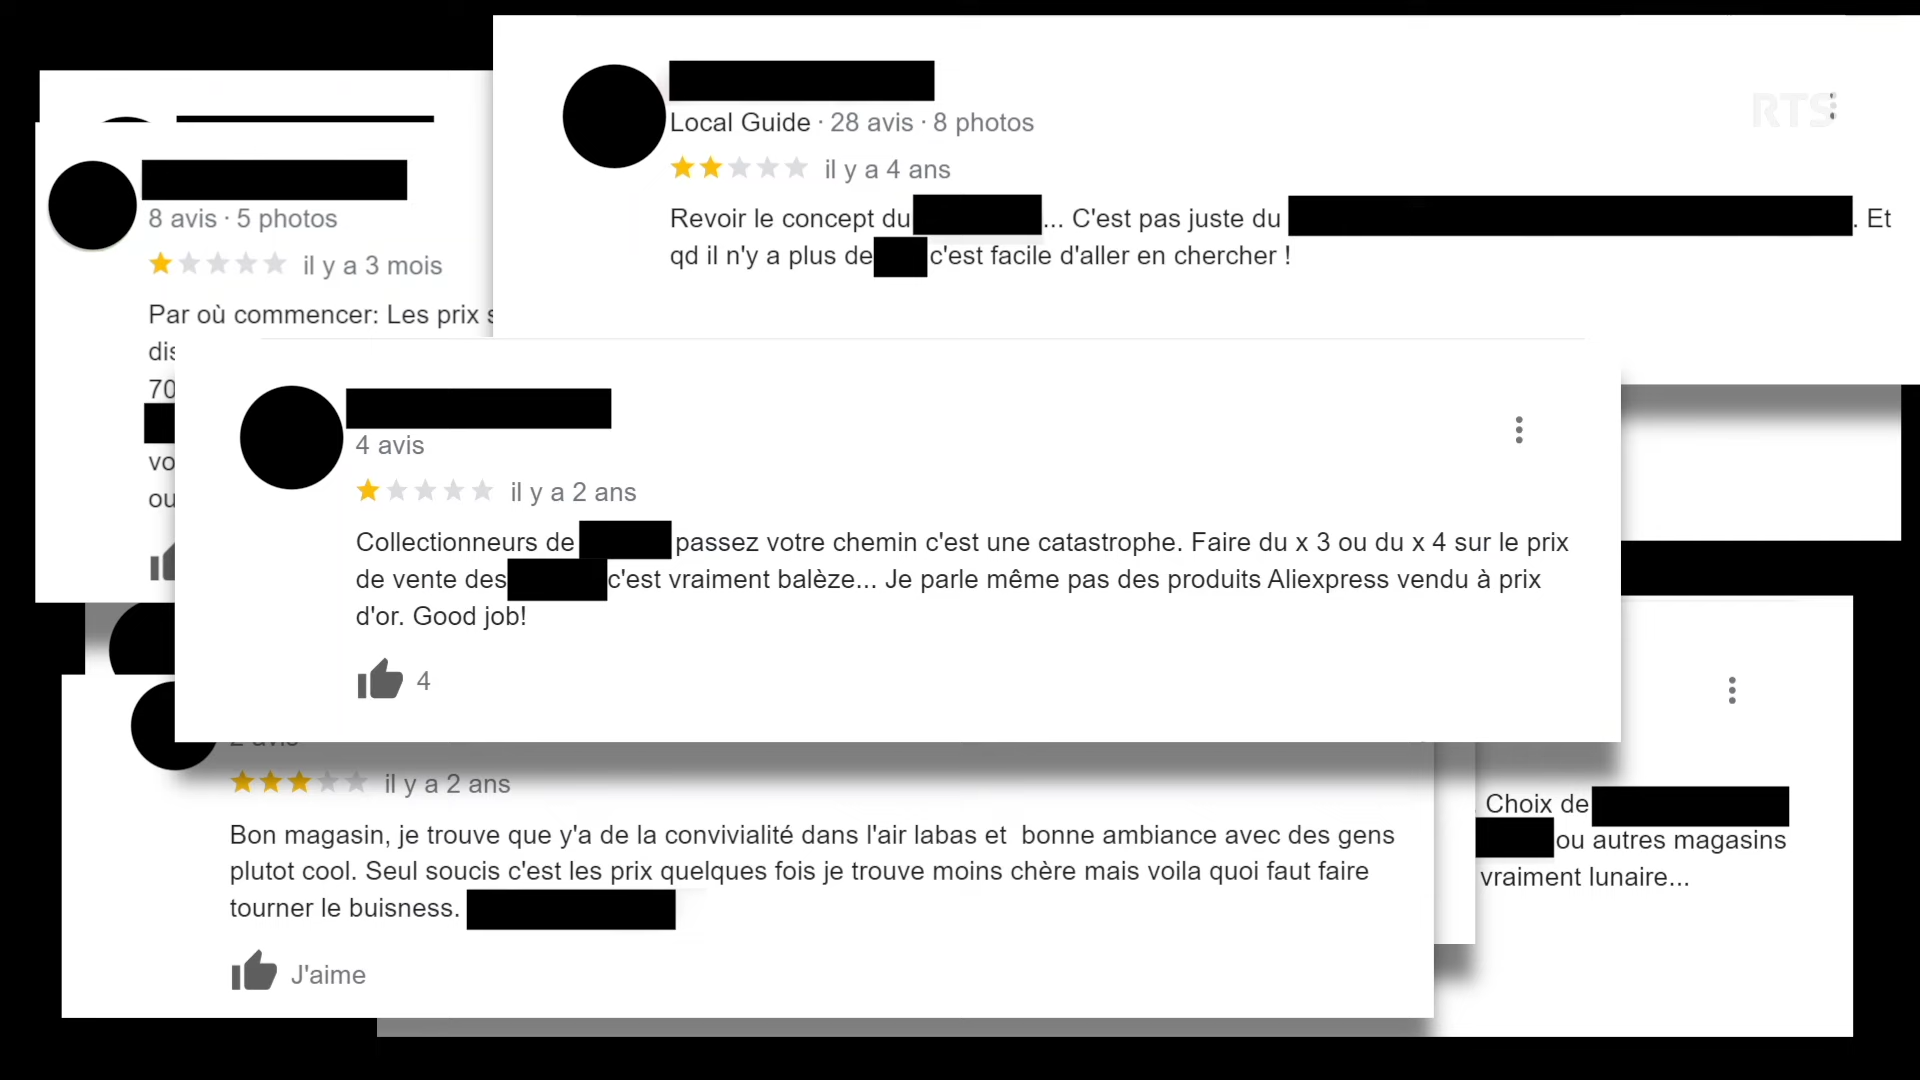 RTS
Local Guide · 28 avis · 8 photos
il y a 4 ans
Revoir le concept du ... C'est pas juste du . Et
qd il n'y a plus de c'est facile d'aller en chercher !
8 avis · 5 photos
il y a 3 mois
Par où commencer: Les prix
70
vo
ou
4 avis
il y a 2 ans
Collectionneurs de passez votre chemin c'est une catastrophe. Faire du x 3 ou du x 4 sur le prix
de vente des c'est vraiment balèze... Je parle même pas des produits Aliexpress vendu à prix
d'or. Good job!
4
2 avis
il y a 2 ans
Bon magasin, je trouve que y'a de la convivialité dans l'air labas et bonne ambiance avec des gens
plutot cool. Seul soucis c'est les prix quelques fois je trouve moins chère mais voila quoi faut faire
tourner le buisness.
J'aime
. Choix de
ou autres magasins
vraiment lunaire...